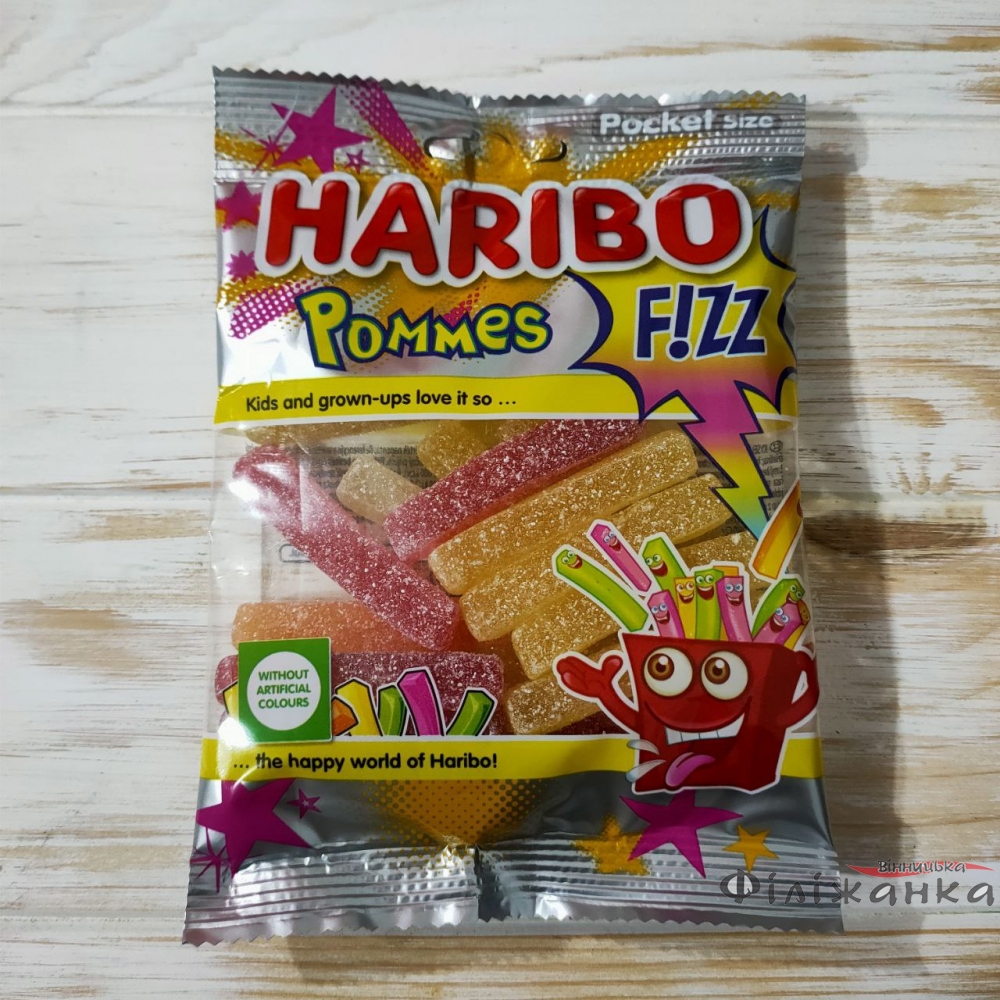 Pocket Size
HARIBO
Pommes
F!ZZ
Kids and grown-ups love it so ...
WITHOUT
ARTIFICIAL
COLOURS
... the happy world of Haribo!
Вінницька
Філіжанка